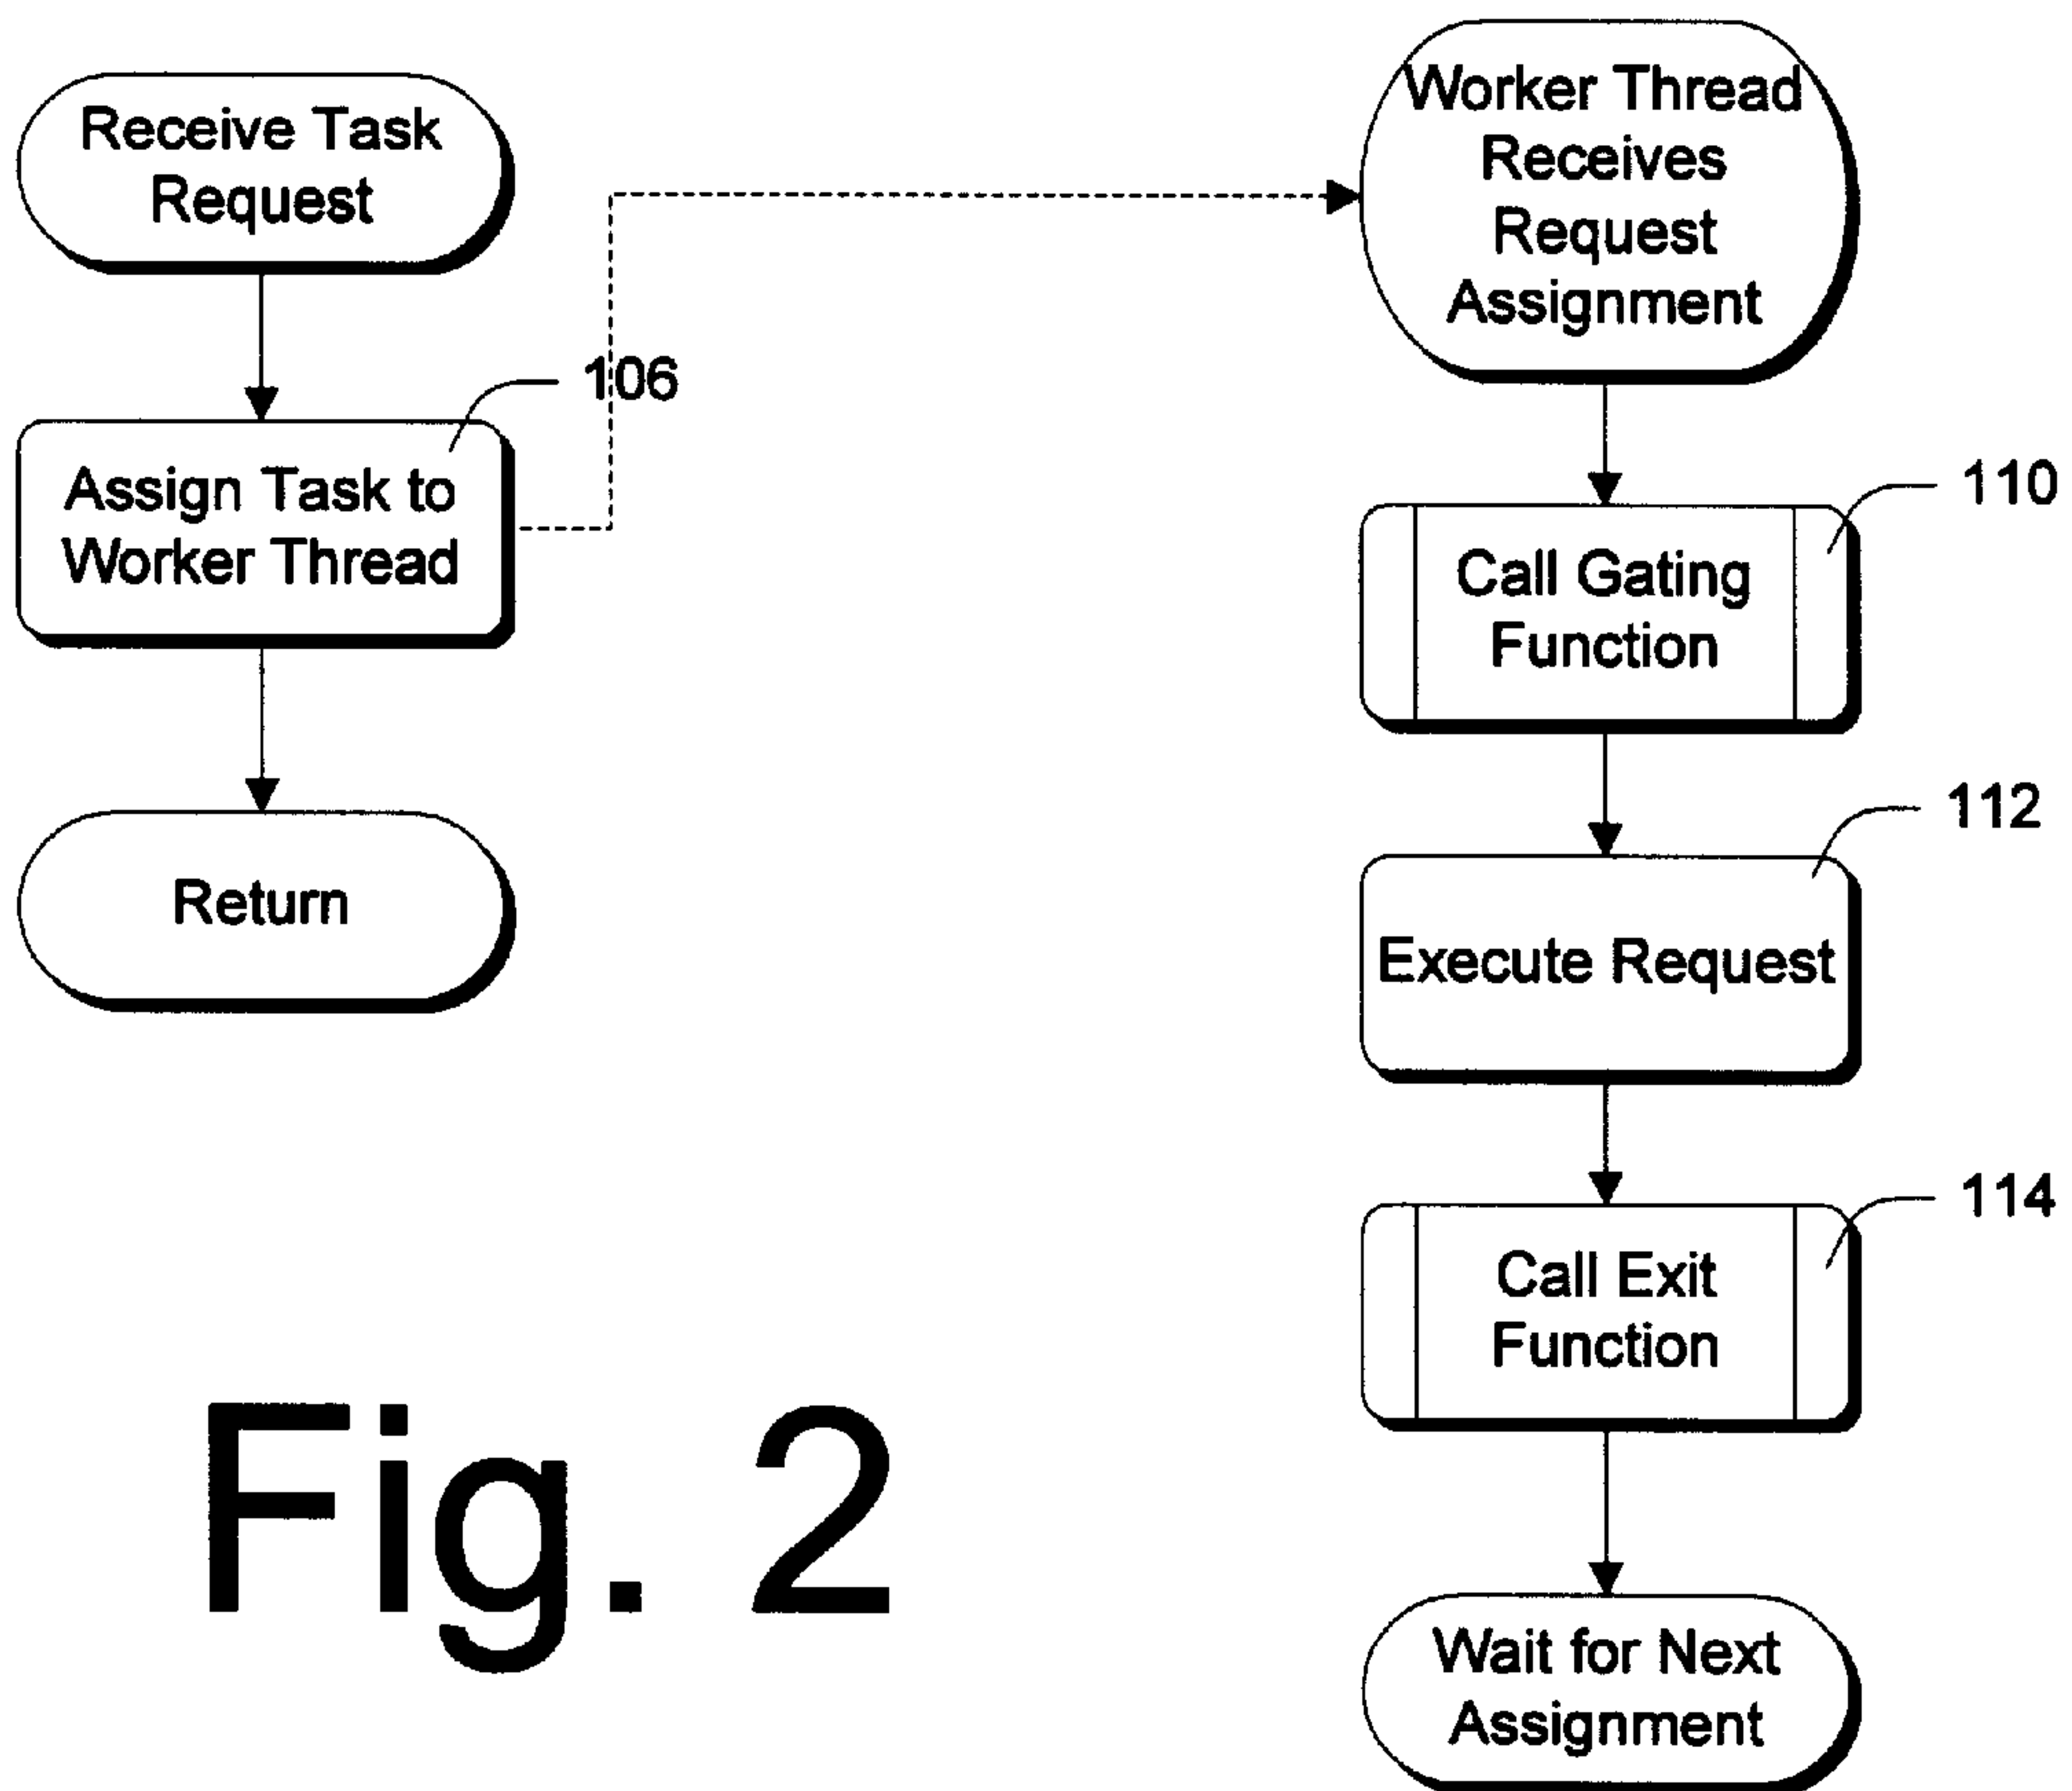 Receive Task
Request
106
Assign Task to
Worker Thread
Return
Worker Thread
Receives
Request
Assignment
110
Call Gating
Function
112
Execute Request
114
Call Exit
Function
Wait for Next
Assignment
Fig. 2